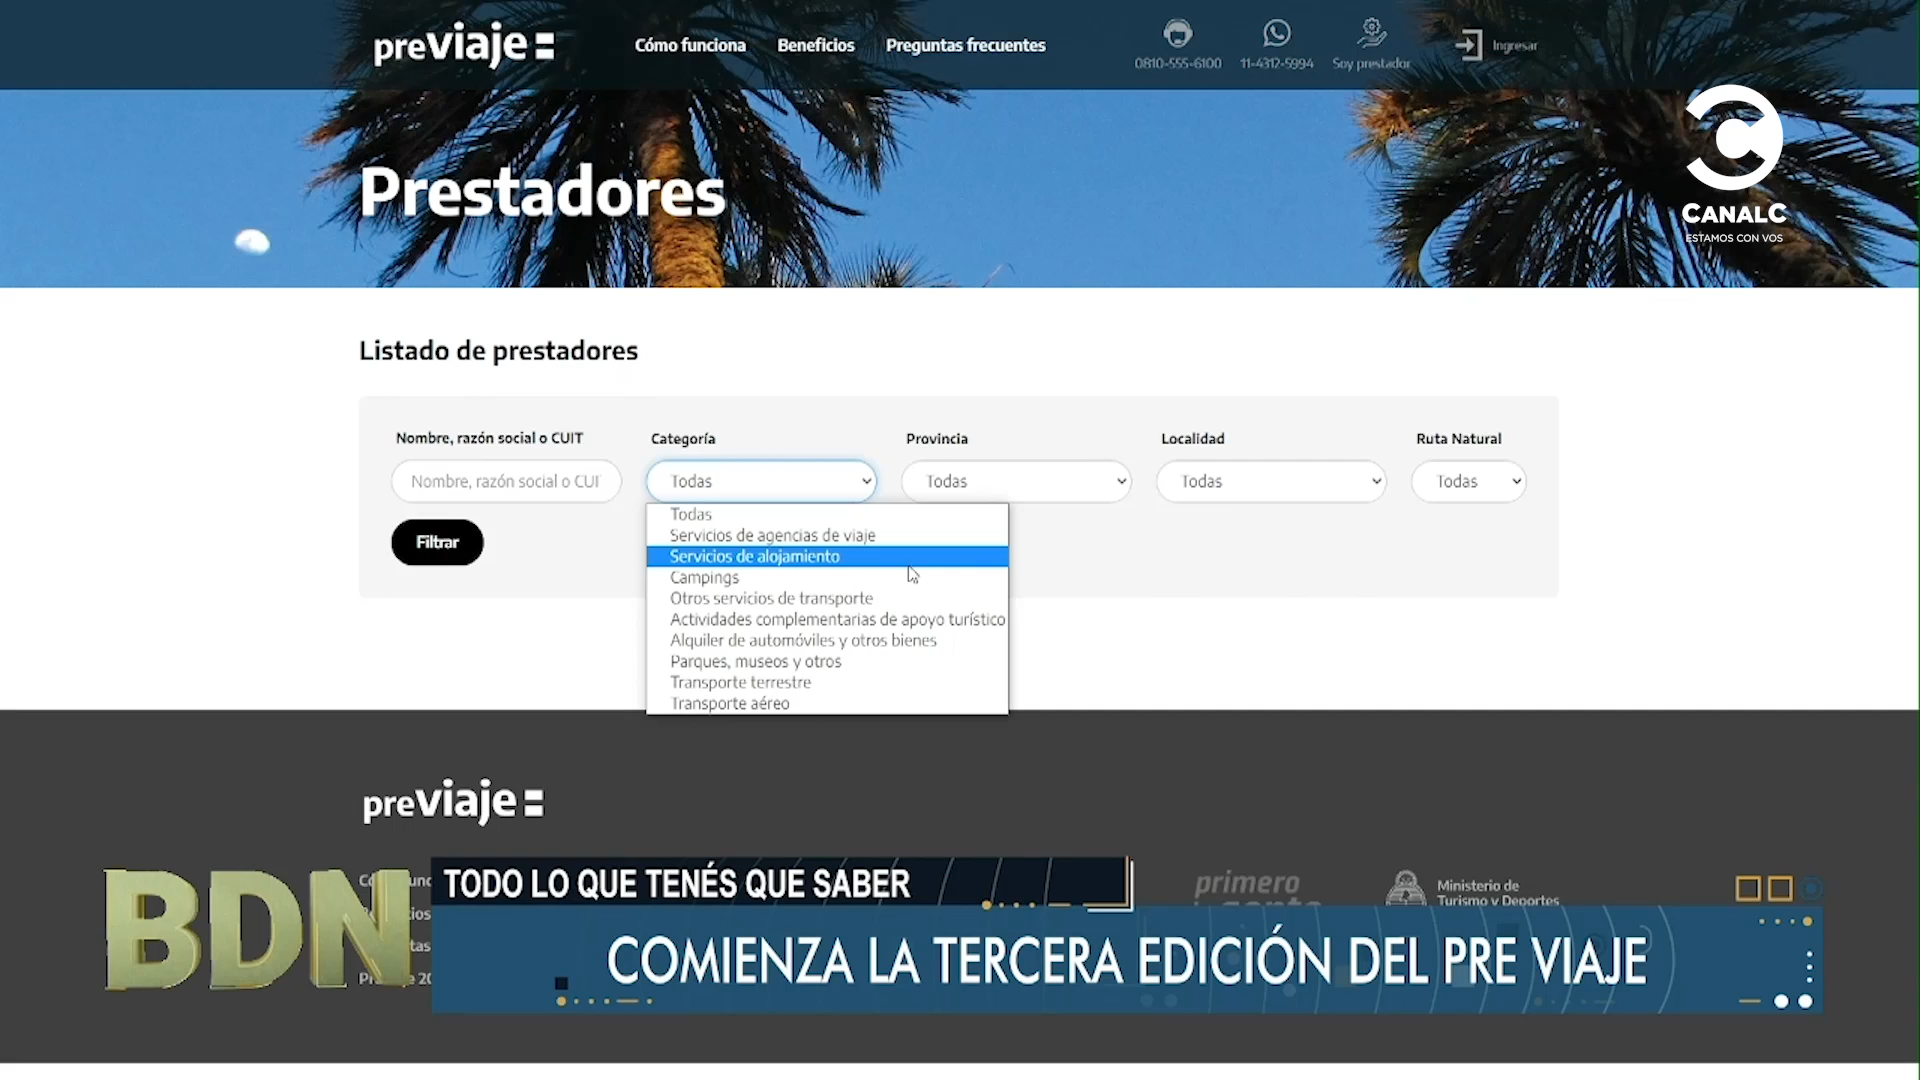 previaje
Cómo funciona
Beneficios
Preguntas frecuentes
0810-555-6100
11-4312-5994
Soy prestador
Ingresar
CANALC
ESTAMOS CON VOS
Prestadores
Listado de prestadores
Nombre, razón social o CUIT
Categoría
Provincia
Localidad
Ruta Natural
Nombre, razón social o CUI
Todas
Todas
Todas
Todas
Filtrar
Todas
Servicios de agencias de viaje
Servicios de alojamiento
Campings
Otros servicios de transporte
Actividades complementarias de apoyo turístico
Alquiler de automóviles y otros bienes
Parques, museos y otros
Transporte terrestre
Transporte aéreo
previaje
BDN
TODO LO QUE TENÉS QUE SABER
primero
Ministerio de
Turismo y Deportes
COMIENZA LA TERCERA EDICIÓN DEL PRE VIAJE